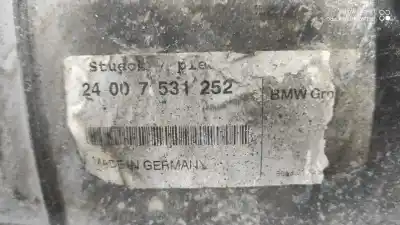 Stueck / pie
24 00 7 531 252
BMW Gro
MADE IN GERMANY